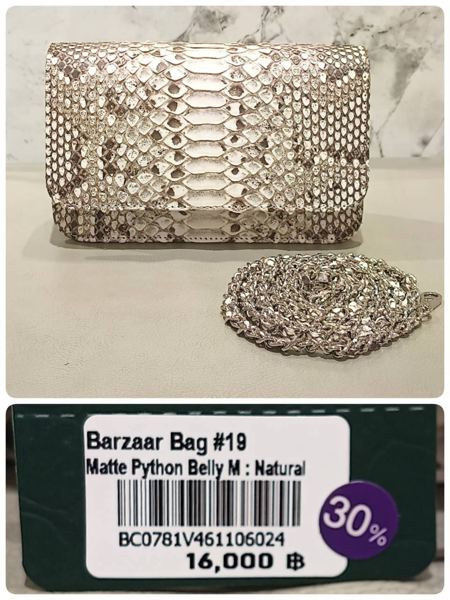 Barzaar Bag #19
Matte Python Belly M : Natural
BC0781V461106024
16,000 ฿
30%